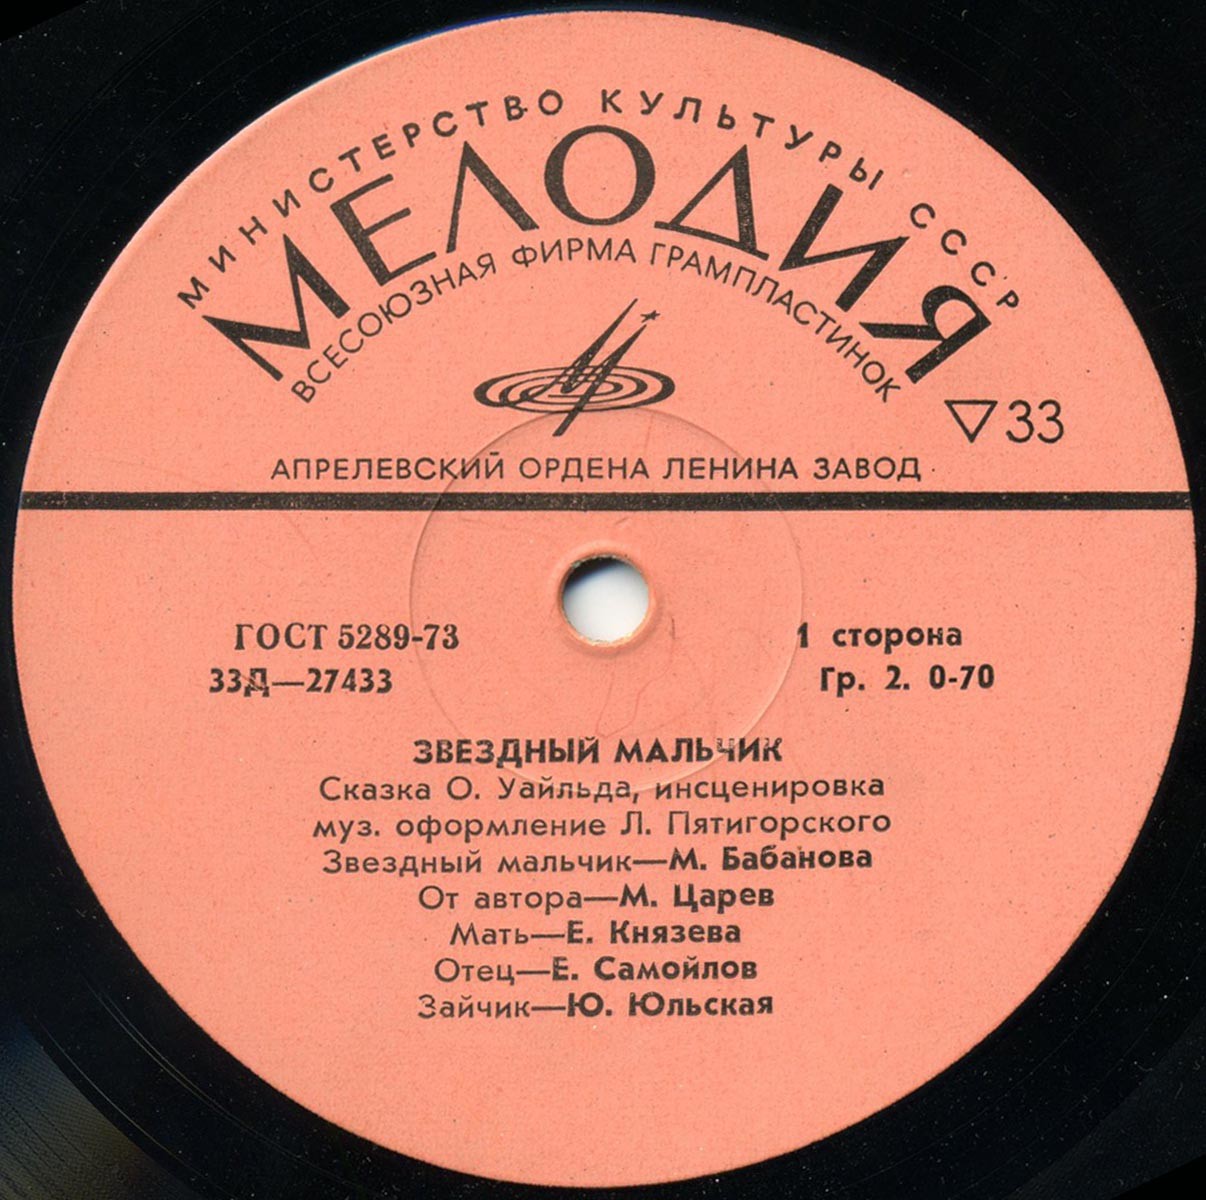 МИНИСТЕРСТВО КУЛЬТУРЫ СССР
МЕЛОДИЯ
ВСЕСОЮЗНАЯ ФИРМА ГРАМПЛАСТИНОК
▽33
АПРЕЛЕВСКИЙ ОРДЕНА ЛЕНИНА ЗАВОД
ГОСТ 5289-73
1 сторона
33Д—27433
Гр. 2. 0-70
ЗВЕЗДНЫЙ МАЛЬЧИК
Сказка О. Уайльда, инсценировка
муз. оформление Л. Пятигорского
Звездный мальчик—М. Бабанова
От автора—М. Царев
Мать—Е. Князева
Отец—Е. Самойлов
Зайчик—Ю. Юльская